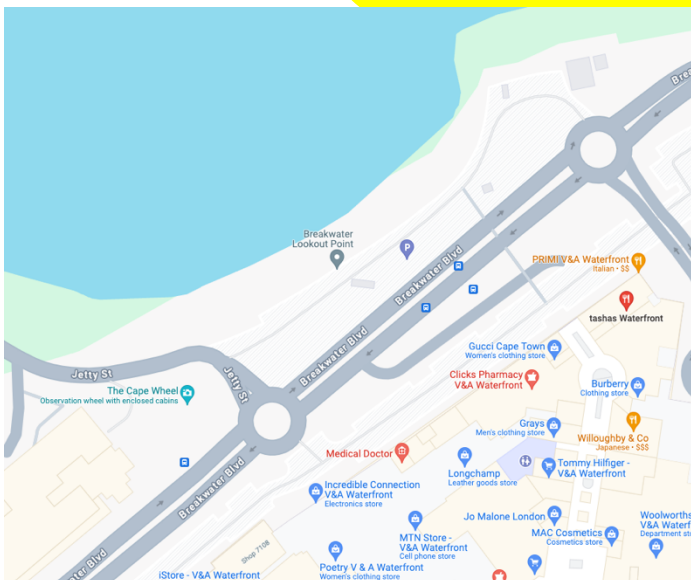 Breakwater Blvd
Breakwater
Lookout Point
P
Breakwater Blvd
PRIMI V&A Waterfront
Italian • $$
tashas Waterfront
Breakwater Blvd
Gucci Cape Town
Women's clothing store
Jetty St
Jetty St
Clicks Pharmacy
V&A Waterfront
The Cape Wheel
Observation wheel with enclosed cabins
Burberry
Clothing store
Grays
Men's clothing store
Willoughby & Co
Japanese • $$$
Medical Doctor
Longchamp
Leather goods store
Tommy Hilfiger -
V&A Waterfront
Breakwater Blvd
Incredible Connection
V&A Waterfront
Electronics store
Jo Malone London
MTN Store -
V&A Waterfront
Cell phone store
MAC Cosmetics
Cosmetics store
Woolworths
V&A Waterf
Department sto
Shop 7108
Blvd
iStore - V&A Waterfront
Poetry V & A Waterfront
Women's clothing store